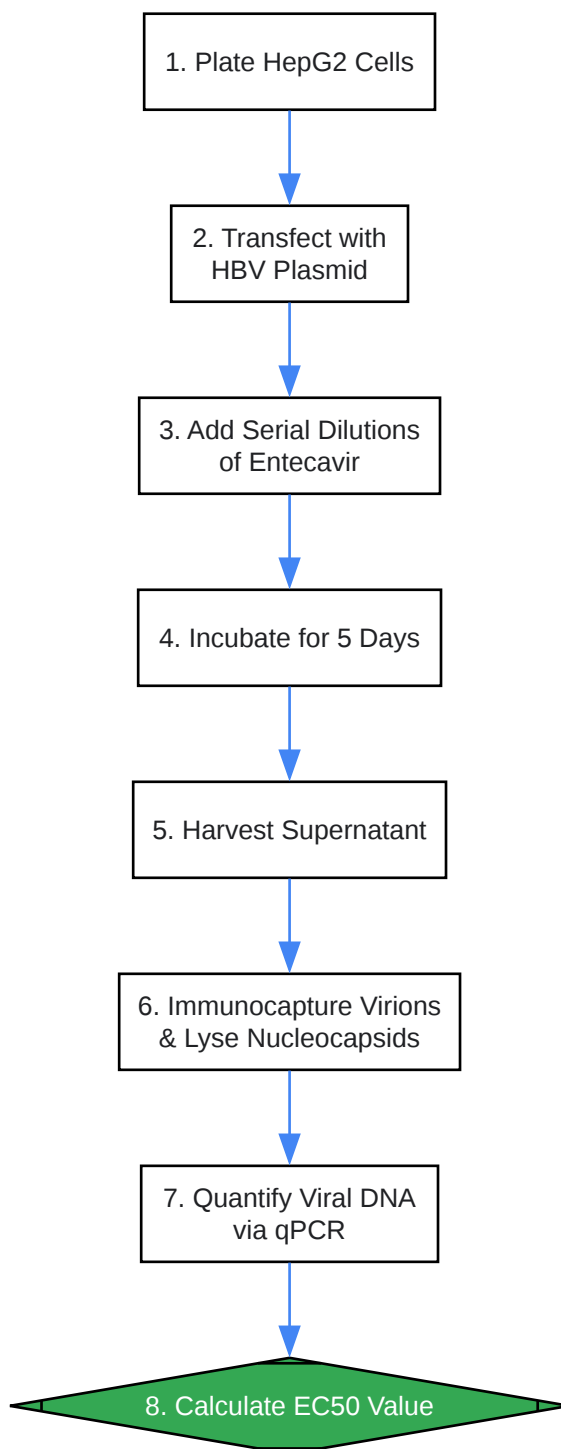 1. Plate HepG2 Cells
2. Transfect with
HBV Plasmid
3. Add Serial Dilutions
of Entecavir
4. Incubate for 5 Days
5. Harvest Supernatant
6. Immunocapture Virions
& Lyse Nucleocapsids
7. Quantify Viral DNA
via qPCR
8. Calculate EC50 Value